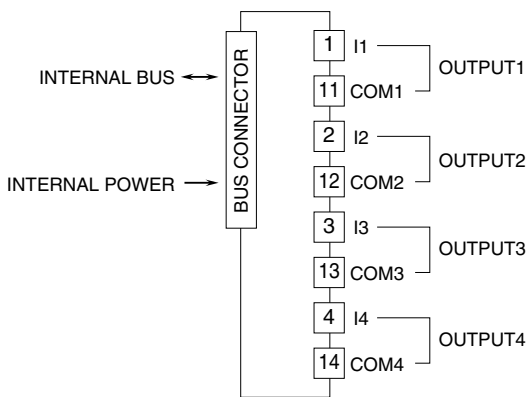 INTERNAL BUS
INTERNAL POWER
BUS CONNECTOR
1 I1
11 COM1
OUTPUT1
2 I2
12 COM2
OUTPUT2
3 I3
13 COM3
OUTPUT3
4 I4
14 COM4
OUTPUT4